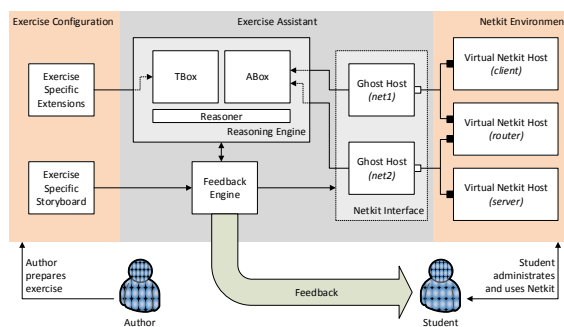 Exercise Configuration
Exercise Assistant
Netkit Environment
Exercise
Specific
Extensions
TBox
ABox
Reasoner
Reasoning Engine
Ghost Host
(net1)
Virtual Netkit Host
(client)
Virtual Netkit Host
(router)
Exercise
Specific
Storyboard
Feedback
Engine
Ghost Host
(net2)
Netkit Interface
Virtual Netkit Host
(server)
Author
prepares
exercise
Author
Feedback
Student
Student
administrates
and uses Netkit